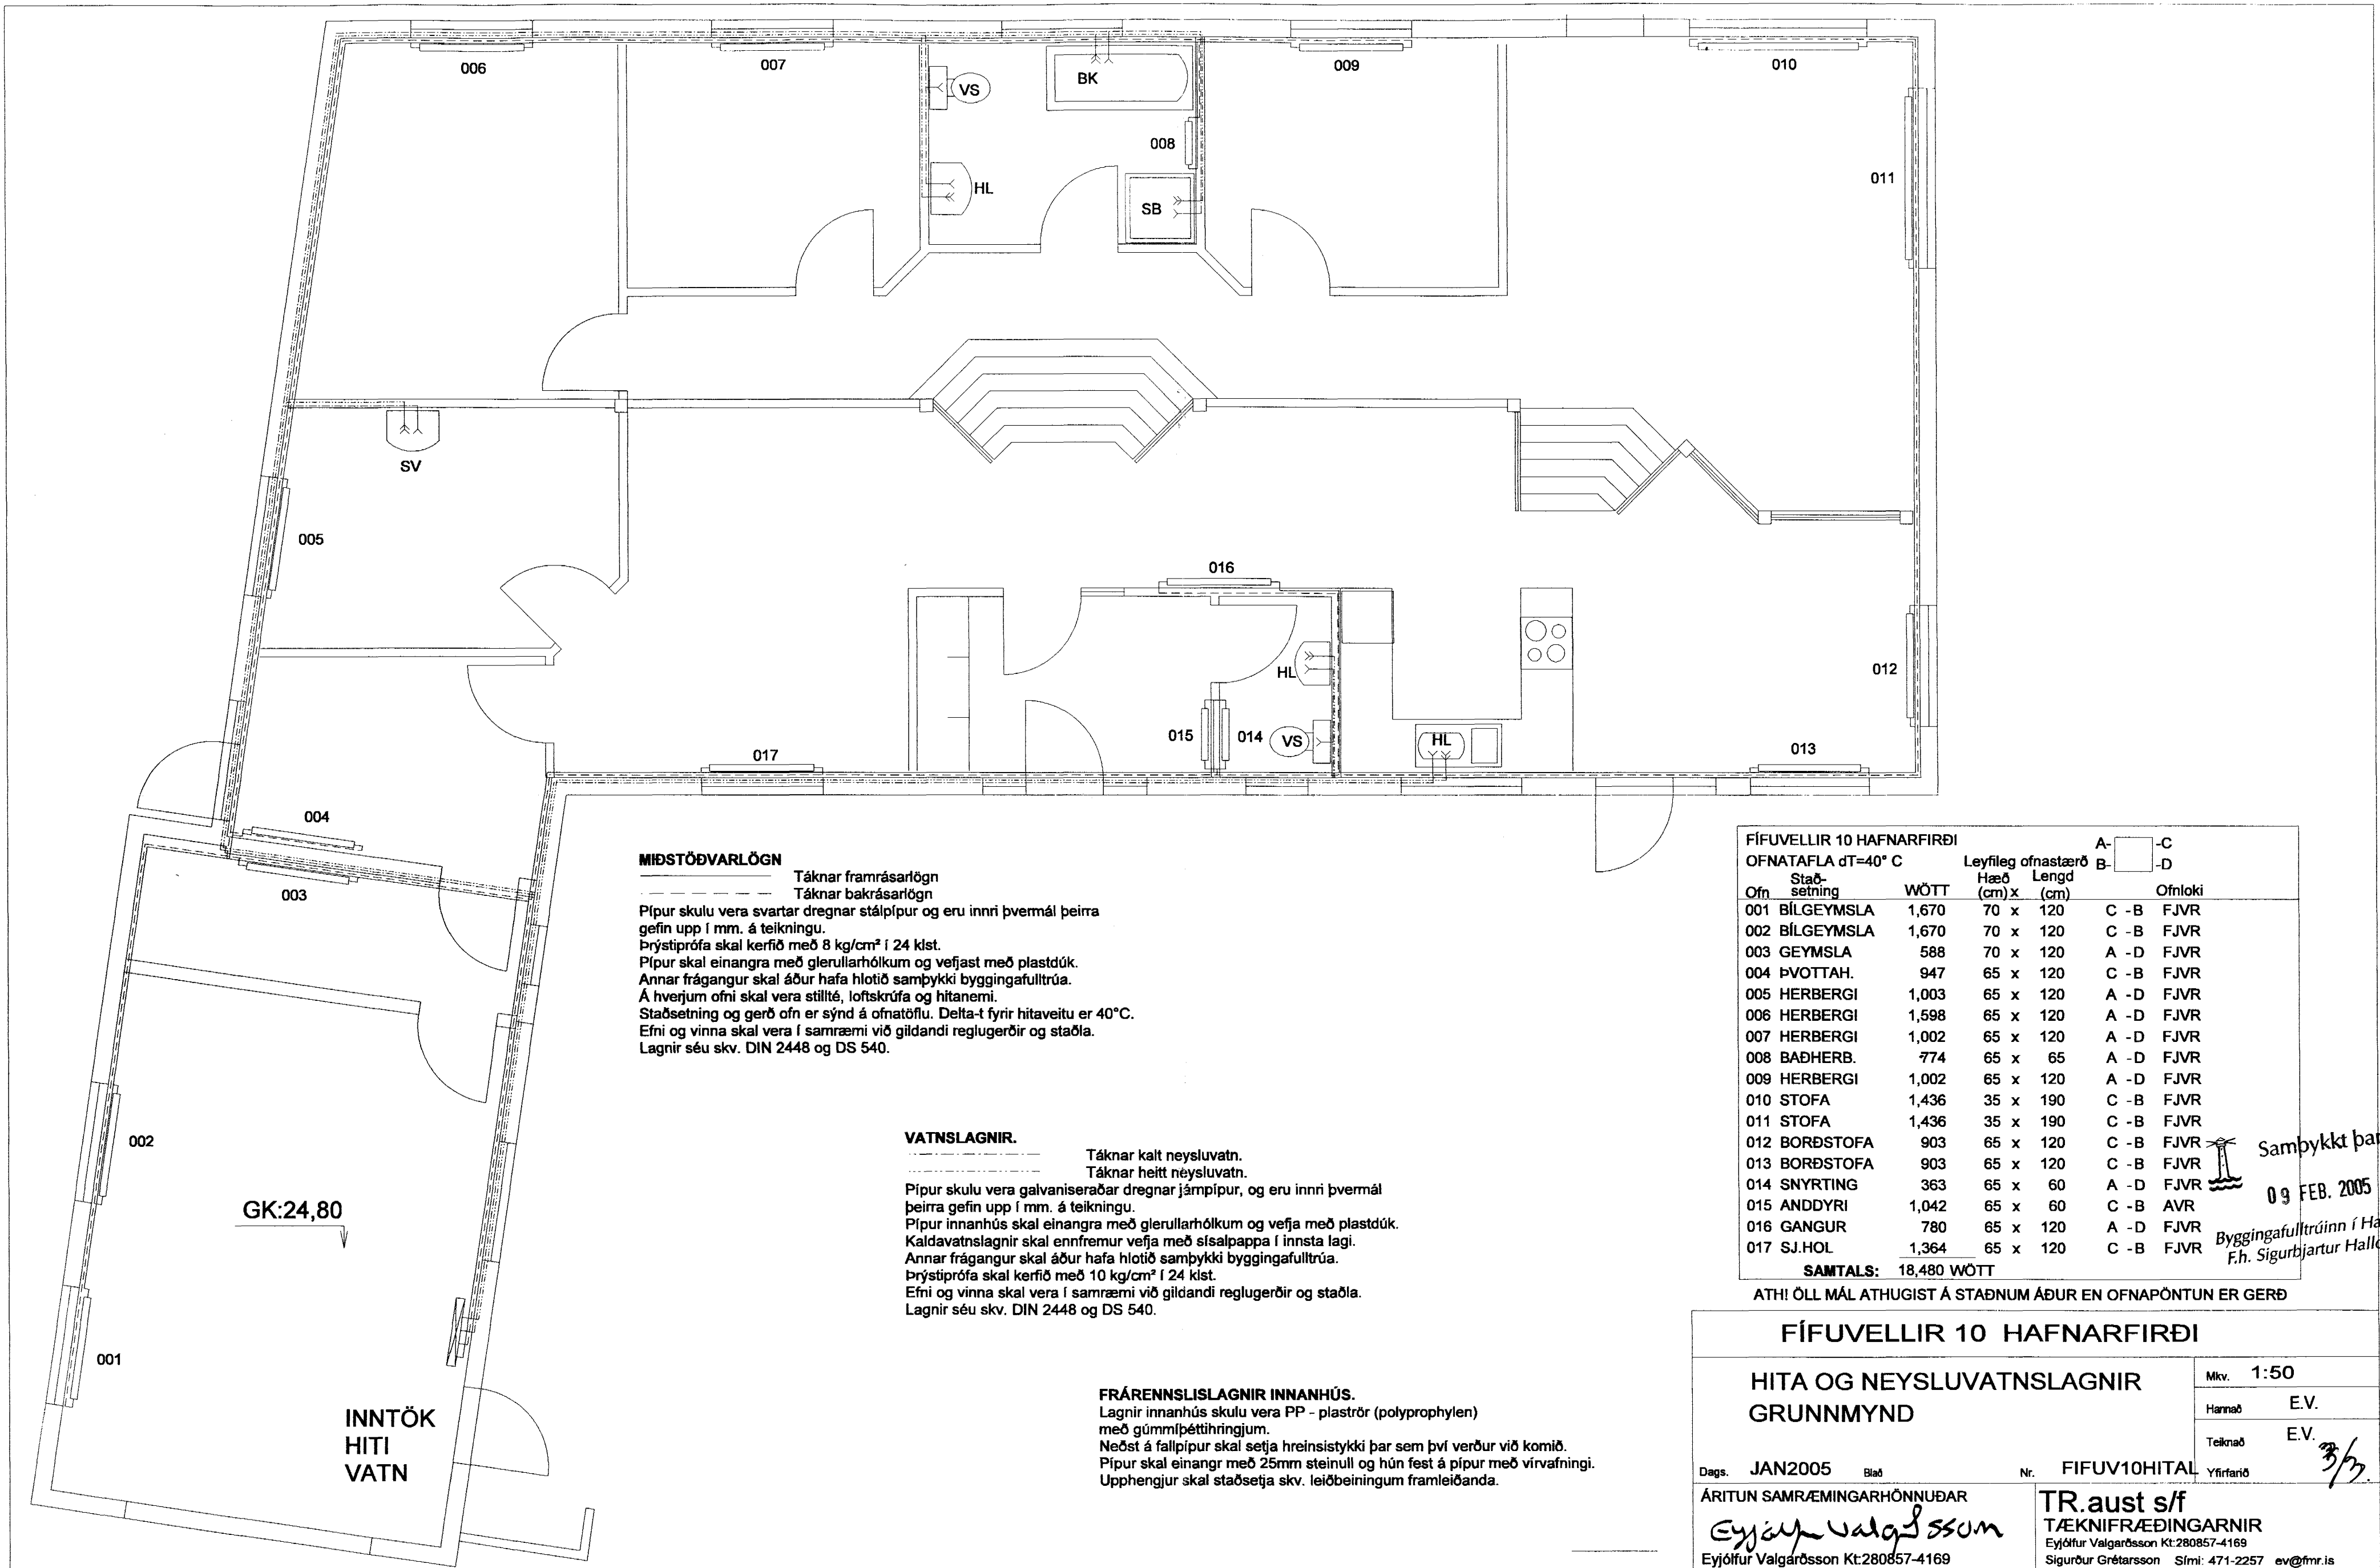 006
007
VS
BK
008
HL
SB
009
010
011
SV
005
016
HL
012
015
014
VS
HL
013
017
004
003
002
GK:24,80
001
INNTÖK
HITI
VATN
MIÐSTÖÐVARLÖGN
Táknar framrásarlögn
Táknar bakrásarlögn
Pípur skulu vera svartar dregnar stálpípur og eru innri þvermál þeirra
gefin upp í mm. á teikningu.
Þrýstiprófa skal kerfið með 8 kg/cm² í 24 klst.
Pípur skal einangra með glerullarhólkum og vefjast með plastdúk.
Annar frágangur skal áður hafa hlotið samþykki byggingafulltrúa.
Á hverjum ofni skal vera stillté, loftskrúfa og hitanemi.
Staðsetning og gerð ofn er sýnd á ofnatöflu. Delta-t fyrir hitaveitu er 40°C.
Efni og vinna skal vera í samræmi við gildandi reglugerðir og staðla.
Lagnir séu skv. DIN 2448 og DS 540.
VATNSLAGNIR.
Táknar kalt neysluvatn.
Táknar heitt neysluvatn.
Pípur skulu vera galvaniseraðar dregnar járnpípur, og eru innri þvermál
þeirra gefin upp í mm. á teikningu.
Pípur innanhús skal einangra með glerullarhólkum og vefja með plastdúk.
Kaldavatnslagnir skal ennfremur vefja með sísalpappa í innsta lagi.
Annar frágangur skal áður hafa hlotið samþykki byggingafulltrúa.
Þrýstiprófa skal kerfið með 10 kg/cm² í 24 klst.
Efni og vinna skal vera í samræmi við gildandi reglugerðir og staðla.
Lagnir séu skv. DIN 2448 og DS 540.
FRÁRENNSLISLAGNIR INNANHÚS.
Lagnir innanhús skulu vera PP - plaströr (polyprophylen)
með gúmmíþéttihringjum.
Neðst á fallpípur skal setja hreinsistykki þar sem því verður við komið.
Pípur skal einangr með 25mm steinull og hún fest á pípur með vírvafningi.
Upphengjur skal staðsetja skv. leiðbeiningum framleiðanda.
FÍFUVELLIR 10 HAFNARFIRÐI A- -C
OFNATAFLA dT=40° C Leyfileg ofnastærð B- -D
Ofn Stað-setning WÖTT Hæð (cm) x Lengd (cm) Ofnloki
001 BÍLGEYMSLA 1,670 70 x 120 C -B FJVR
002 BÍLGEYMSLA 1,670 70 x 120 C -B FJVR
003 GEYMSLA 588 70 x 120 A -D FJVR
004 ÞVOTTAH. 947 65 x 120 C -B FJVR
005 HERBERGI 1,003 65 x 120 A -D FJVR
006 HERBERGI 1,598 65 x 120 A -D FJVR
007 HERBERGI 1,002 65 x 120 A -D FJVR
008 BAÐHERB. 774 65 x 65 A -D FJVR
009 HERBERGI 1,002 65 x 120 A -D FJVR
010 STOFA 1,436 35 x 190 C -B FJVR
011 STOFA 1,436 35 x 190 C -B FJVR
012 BORÐSTOFA 903 65 x 120 C -B FJVR
013 BORÐSTOFA 903 65 x 120 C -B FJVR
014 SNYRTING 363 65 x 60 A -D FJVR
015 ANDDYRI 1,042 65 x 60 C -B AVR
016 GANGUR 780 65 x 120 A -D FJVR
017 SJ.HOL 1,364 65 x 120 C -B FJVR
SAMTALS: 18,480 WÖTT
Samþykkt þa
09 FEB. 2005
Byggingafulltrúinn í Ha
F.h. Sigurbjartur Hall
ATH! ÖLL MÁL ATHUGIST Á STAÐNUM ÁÐUR EN OFNAPÖNTUN ER GERÐ
FÍFUVELLIR 10 HAFNARFIRÐI
HITA OG NEYSLUVATNSLAGNIR
GRUNNMYND
Mkv. 1:50
Hannað E.V.
Teiknað E.V.
Dags. JAN2005 Blað Nr. FIFUV10HITAL Yfirfarið
ÁRITUN SAMRÆMINGARHÖNNUÐAR
Eyjólfur Valgarðsson Kt:280857-4169
TR.aust s/f
TÆKNIFRÆÐINGARNIR
Eyjólfur Valgarðsson Kt:280857-4169
Sigurður Grétarsson Sími: 471-2257 ev@fmr.is